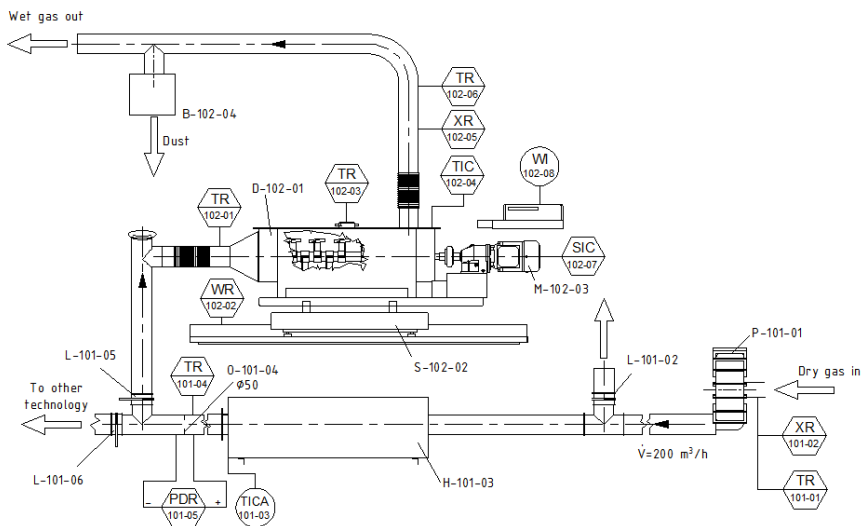 Wet gas out
TR
102-06
B-102-04
XR
102-05
Dust
TIC
102-04
WI
102-08
TR
102-03
D-102-01
TR
102-01
SIC
102-07
M-102-03
WR
102-02
S-102-02
P-101-01
L-101-05
TR
101-04
O-101-04
ϕ50
L-101-02
Dry gas in
To other
technology
XR
101-02
V̇=200 m³/h
L-101-06
H-101-03
TR
101-01
- PDR +
101-05
TICA
101-03